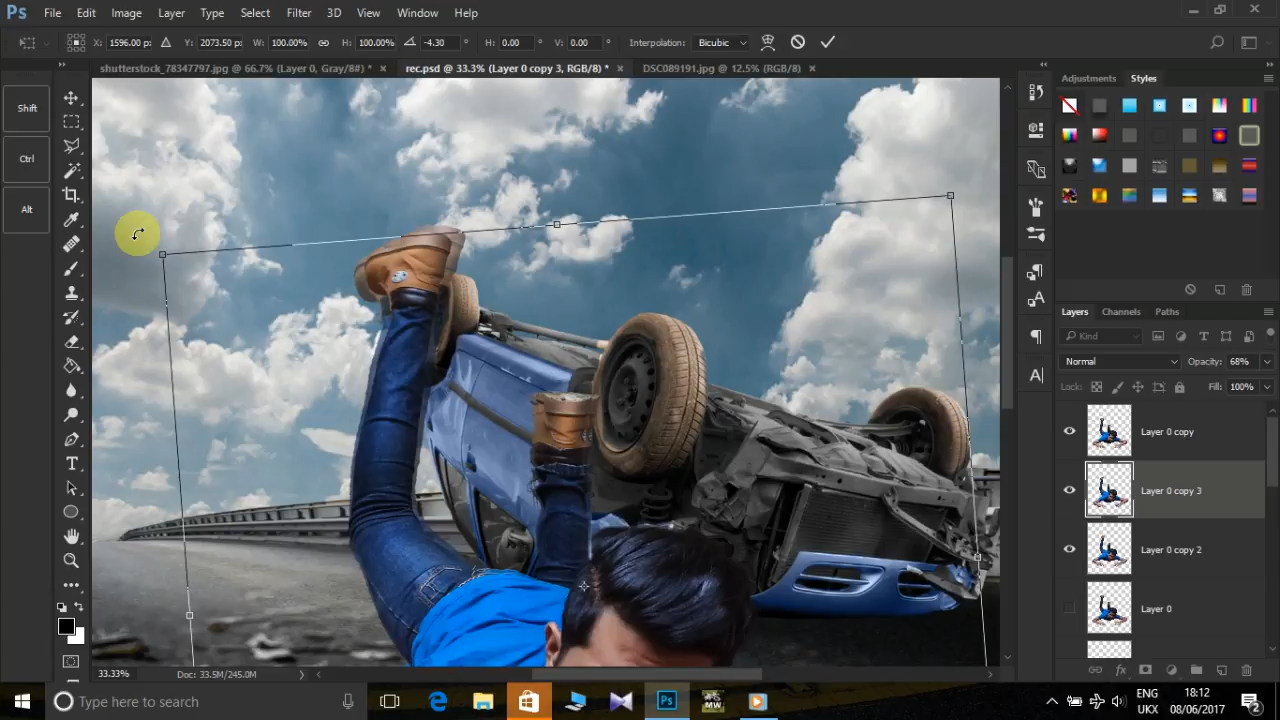 Ps File Edit Image Layer Type Select Filter 3D View Window Help
X: 1596.00 px Y: 2073.50 px W: 100.00% H: 100.00% -4.30 ° H: 0.00 ° V: 0.00 ° Interpolation: Bicubic
shutterstock_78347797.jpg @ 66.7% (Layer 0, Gray/8#) * × rec.psd @ 33.3% (Layer 0 copy 3, RGB/8) * × DSC089191.jpg @ 12.5% (RGB/8) ×
Shift
Ctrl
Alt
Adjustments Styles
Layers Channels Paths
Kind
Normal Opacity: 68%
Lock: Fill: 100%
Layer 0 copy
Layer 0 copy 3
Layer 0 copy 2
Layer 0
33.33% Doc: 33.5M/245.0M
Type here to search
Ps
MW
ENG
UKX
18:12
08/06/2017
2